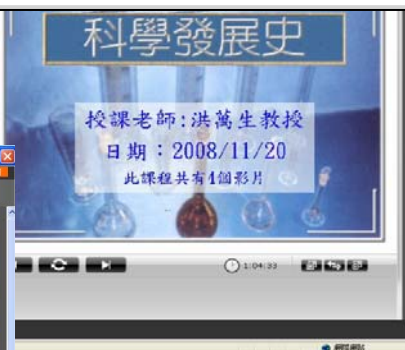 科學發展史
授課老師:洪萬生教授
日期：2008/11/20
此課程共有1個影片
1:04:33